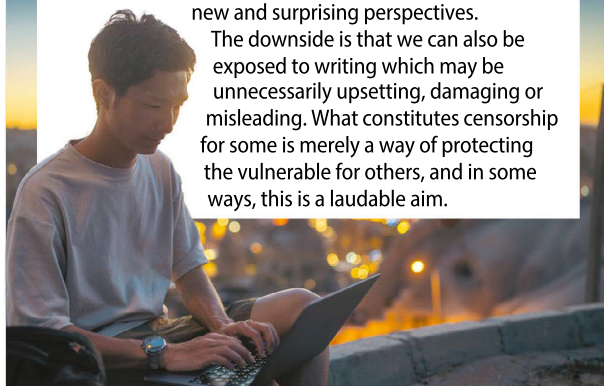 new and surprising perspectives.
The downside is that we can also be
exposed to writing which may be
unnecessarily upsetting, damaging or
misleading. What constitutes censorship
for some is merely a way of protecting
the vulnerable for others, and in some
ways, this is a laudable aim.